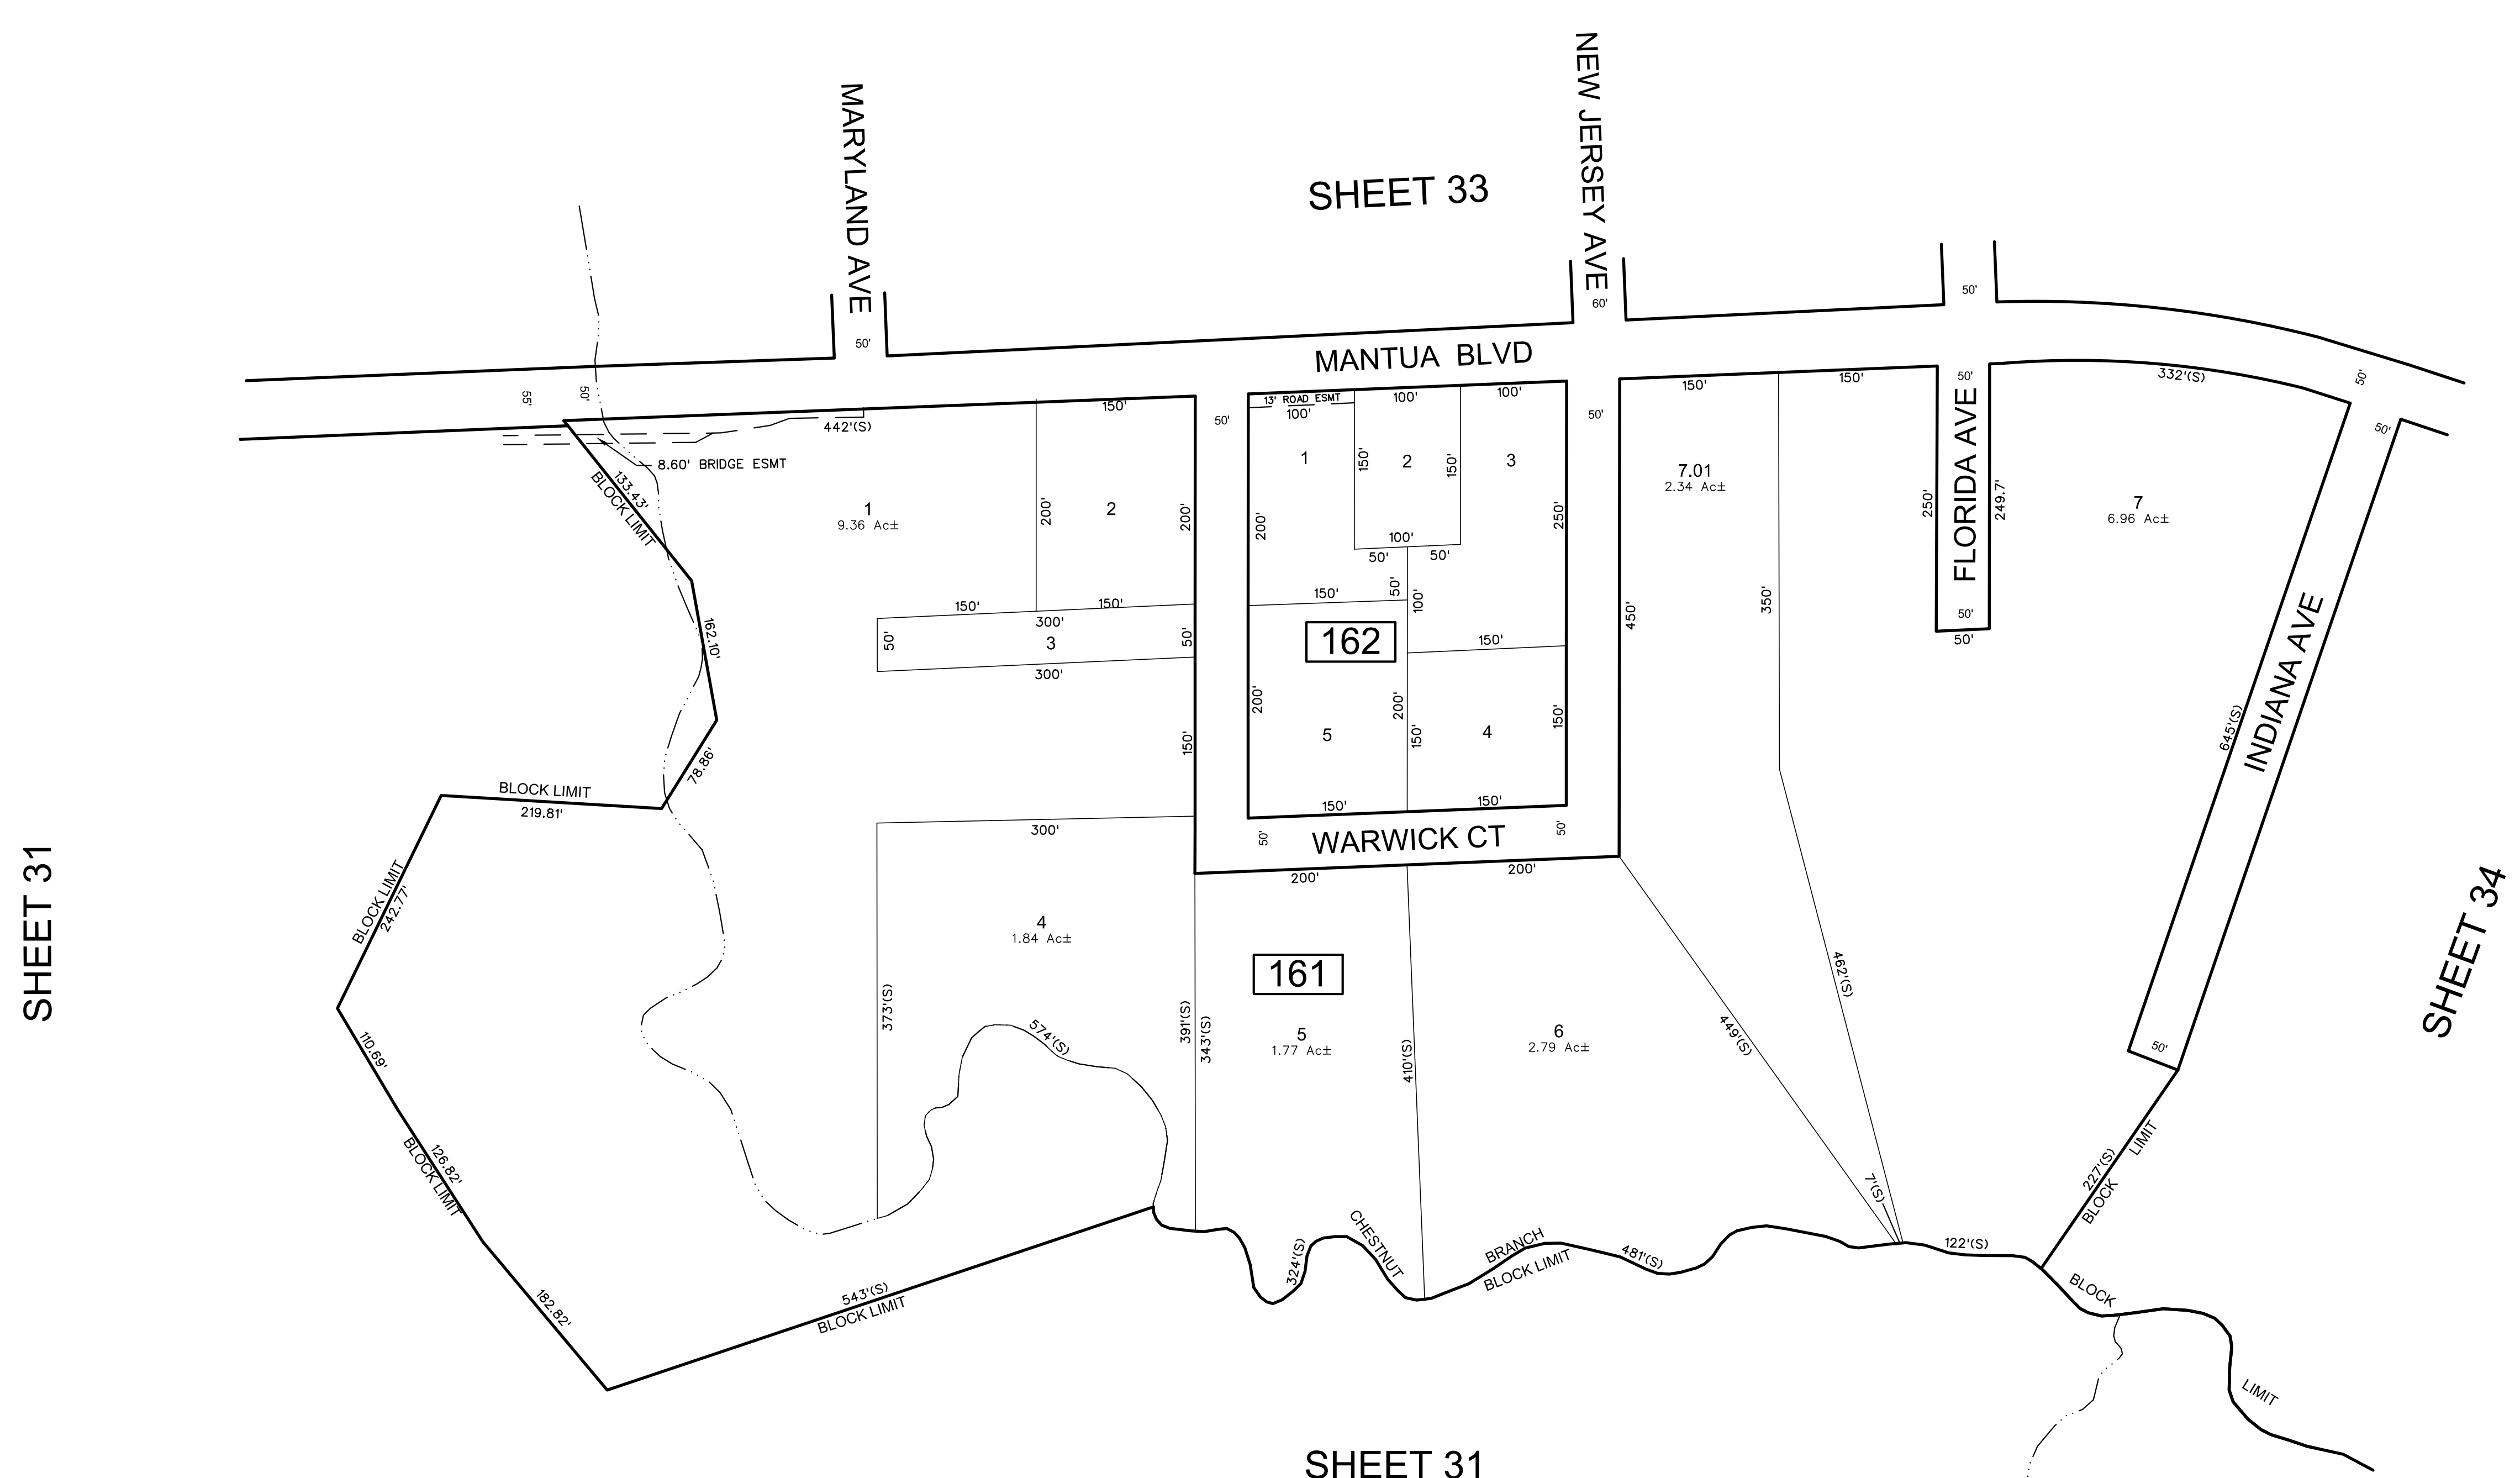 NEW JERSEY AVE
MARYLAND AVE
SHEET 33
50'
60'
50'
MANTUA BLVD
55'
50'
50'
332'(S)
50'
50'
442'(S)
150'
50'
13' ROAD ESMT
100'
100'
100'
50'
150'
150'
8.60' BRIDGE ESMT
133.43'
BLOCK LIMIT
1
9.36 Ac±
200'
2
200'
1
150'
2
150'
3
200'
250'
7.01
2.34 Ac±
250'
FLORIDA AVE
249.7'
7
6.96 Ac±
100'
50'
50'
50'
100'
150'
150'
150'
300'
50'
3
50'
300'
162.10'
162
150'
450'
350'
50'
50'
INDIANA AVE
645'(S)
78.86'
150'
200'
5
200'
150'
4
150'
BLOCK LIMIT
219.81'
150'
150'
300'
50'
WARWICK CT
50'
200'
200'
BLOCK LIMIT
242.77'
SHEET 31
4
1.84 Ac±
161
SHEET 34
373'(S)
574'(S)
391'(S)
343'(S)
5
1.77 Ac±
410'(S)
6
2.79 Ac±
449'(S)
462'(S)
50'
110.69'
126.82'
BLOCK LIMIT
227'(S)
BLOCK
LIMIT
7'(S)
CHESTNUT
BRANCH
BLOCK LIMIT
324'(S)
481'(S)
122'(S)
182.82'
543'(S)
BLOCK LIMIT
BLOCK
LIMIT
SHEET 31